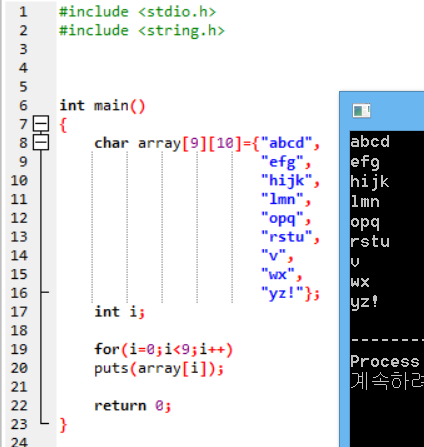 1 #include <stdio.h>
2 #include <string.h>
3
4
5
6 int main()
7 {
8 char array[9][10]={"abcd",
9 "efg",
10 "hijk",
11 "lmn",
12 "opq",
13 "rstu",
14 "v",
15 "wx",
16 "yz!"};
17 int i;
18
19 for(i=0;i<9;i++)
20 puts(array[i]);
21
22 return 0;
23 }
24
abcd
efg
hijk
lmn
opq
rstu
v
wx
yz!
--------
Process
계속하려